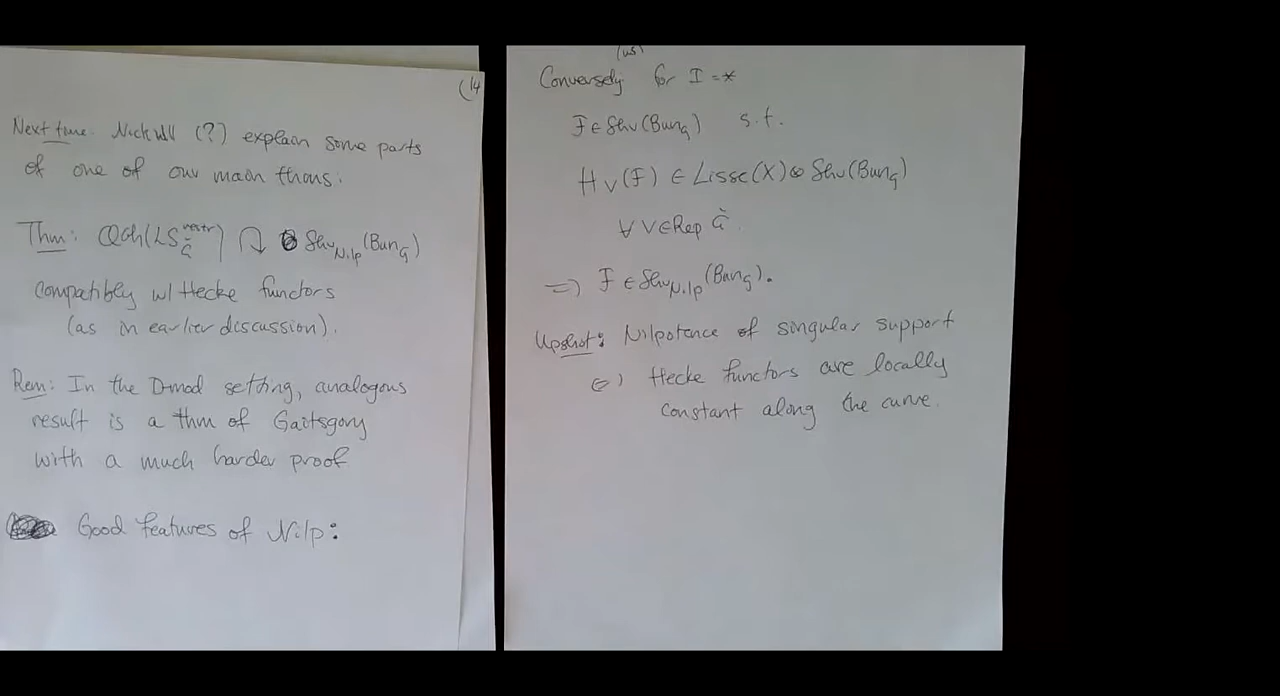 14
Next time. Nick will (?) explain some parts
of one of our main thms:
Thm: QCoh(LS_Ğ^restr) ↷ Shv_Nilp(Bun_G)
compatibly w/ Hecke functors
(as in earlier discussion).
Rem: In the D-mod setting, analogous
result is a thm of Gaitsgory
with a much harder proof
Good features of Nilp:
Conversely for I = *
F ∈ Shv(Bun_G) s.t.
H_V(F) ∈ Lisse(X) ⊗ Shv(Bun_G)
∀ V ∈ Rep Ğ.
⇒ F ∈ Shv_Nilp(Bun_G).
Upshot: Nilpotence of singular support
⇔ Hecke functors are locally
constant along the curve.